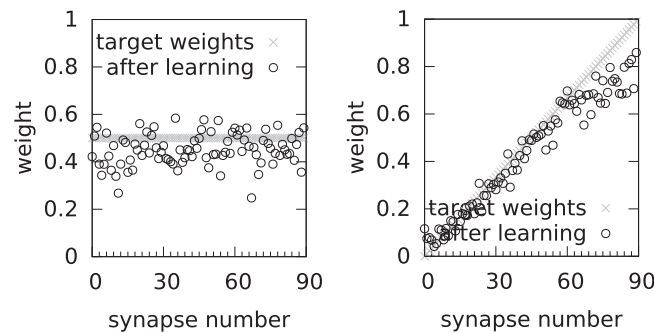 1
0.8
0.6
0.4
0.2
0
weight
target weights
after learning
0 30 60 90
synapse number
1
0.8
0.6
0.4
0.2
0
weight
target weights
after learning
0 30 60 90
synapse number